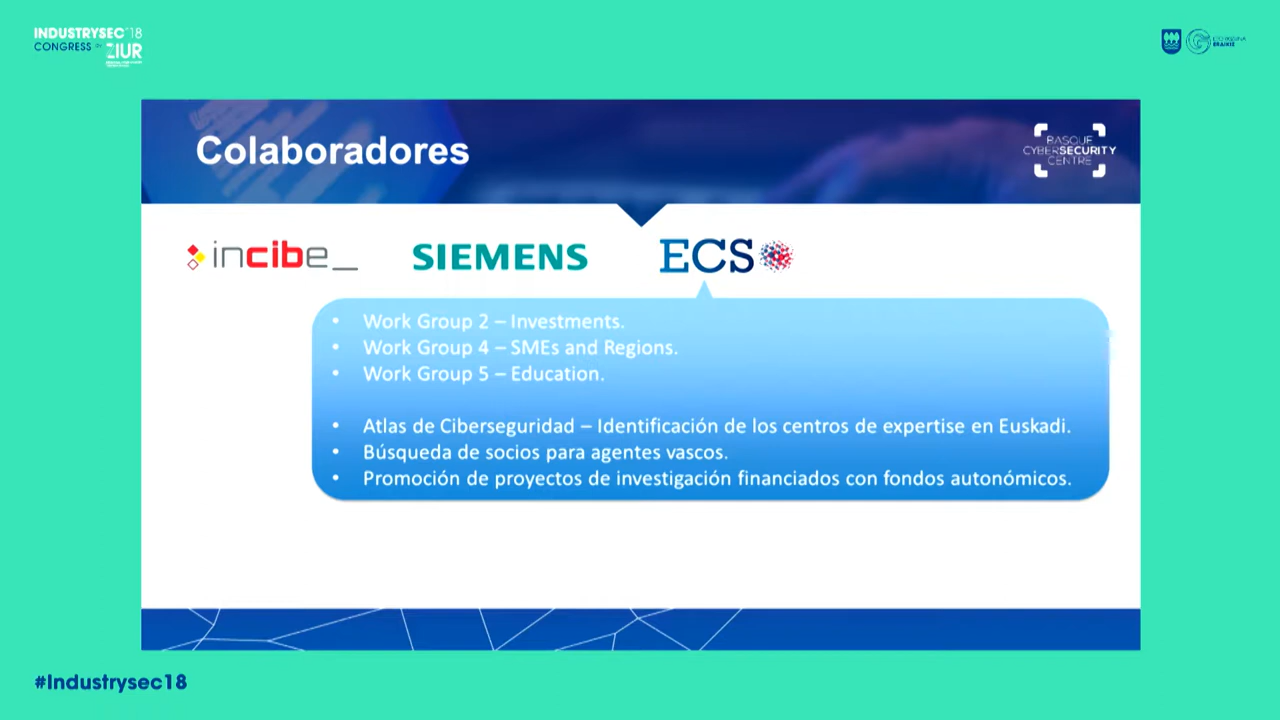 INDUSTRYSEC'18
CONGRESS BY ZIUR
Colaboradores
BASQUE
CYBERSECURITY
CENTRE
incibe_
SIEMENS
ECS
• Work Group 2 – Investments.
• Work Group 4 – SMEs and Regions.
• Work Group 5 – Education.
• Atlas de Ciberseguridad – Identificación de los centros de expertise en Euskadi.
• Búsqueda de socios para agentes vascos.
• Promoción de proyectos de investigación financiados con fondos autonómicos.
#Industrysec18